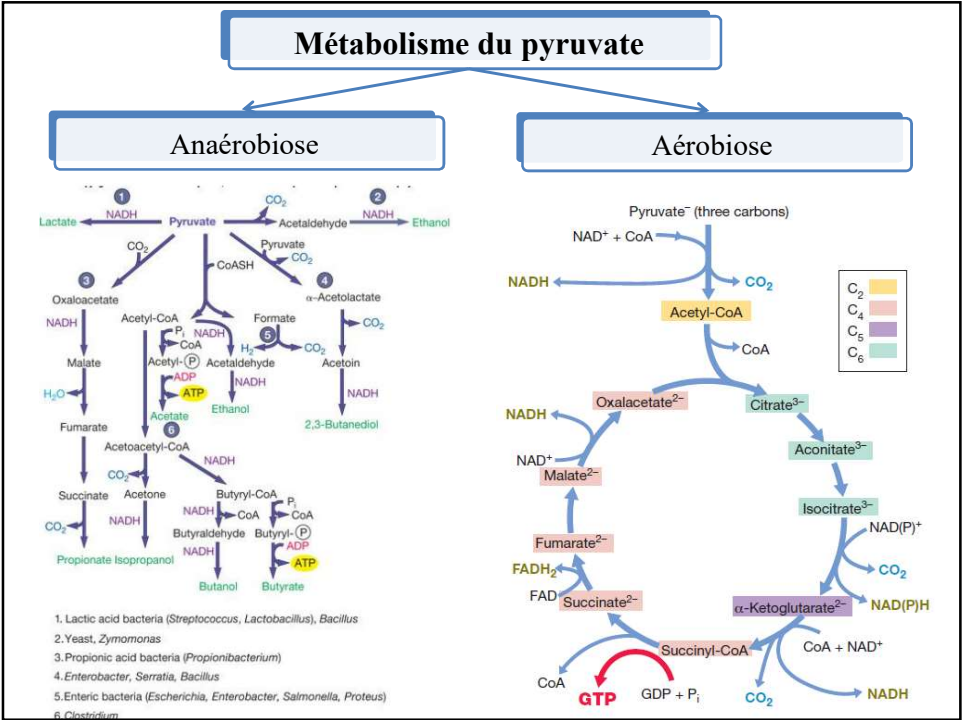 Métabolisme du pyruvate
Anaérobiose
Aérobiose
1
2
CO₂
Lactate
NADH
Pyruvate
Acetaldehyde
NADH
Ethanol
CO₂
CoASH
Pyruvate
CO₂
3
4
Oxaloacetate
α-Acetolactate
NADH
Acetyl-CoA
NADH
Formate
CO₂
Pi
CoA
5
H₂
CO₂
Malate
Acetyl-P
Acetaldehyde
Acetoin
H₂O
ADP
ATP
NADH
NADH
Acetate
Ethanol
2,3-Butanediol
Fumarate
6
Acetoacetyl-CoA
NADH
CO₂
Succinate
Acetone
Butyryl-CoA
Pi
NADH
CoA
CoA
CO₂
NADH
Butyraldehyde
Butyryl-P
NADH
ADP
ATP
Propionate
Isopropanol
Butanol
Butyrate
1. Lactic acid bacteria (Streptococcus, Lactobacillus), Bacillus
2. Yeast, Zymomonas
3. Propionic acid bacteria (Propionibacterium)
4. Enterobacter, Serratia, Bacillus
5. Enteric bacteria (Escherichia, Enterobacter, Salmonella, Proteus)
6. Clostridium
Pyruvate⁻ (three carbons)
NAD⁺ + CoA
NADH
CO₂
Acetyl-CoA
C₂
C₄
C₅
C₆
CoA
Oxalacetate²⁻
Citrate³⁻
NADH
Aconitate³⁻
NAD⁺
Malate²⁻
Isocitrate³⁻
NAD(P)⁺
Fumarate²⁻
CO₂
FADH₂
FAD
Succinate²⁻
α-Ketoglutarate²⁻
NAD(P)H
Succinyl-CoA
CoA + NAD⁺
CoA
GTP
GDP + Pi
CO₂
NADH